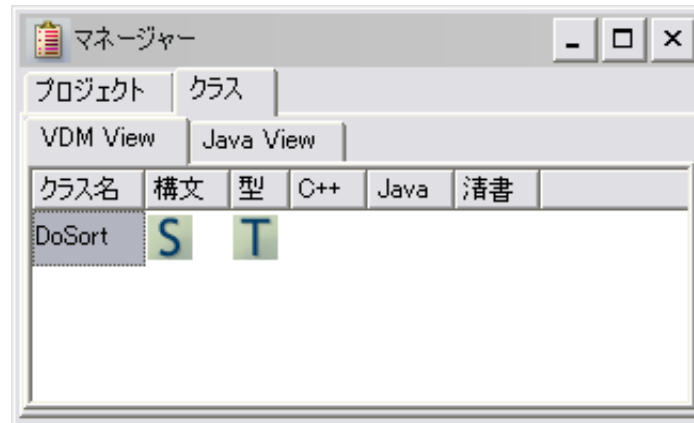 マネージャー
プロジェクト クラス
VDM View Java View
クラス名 構文 型 C++ Java 清書
DoSort S T